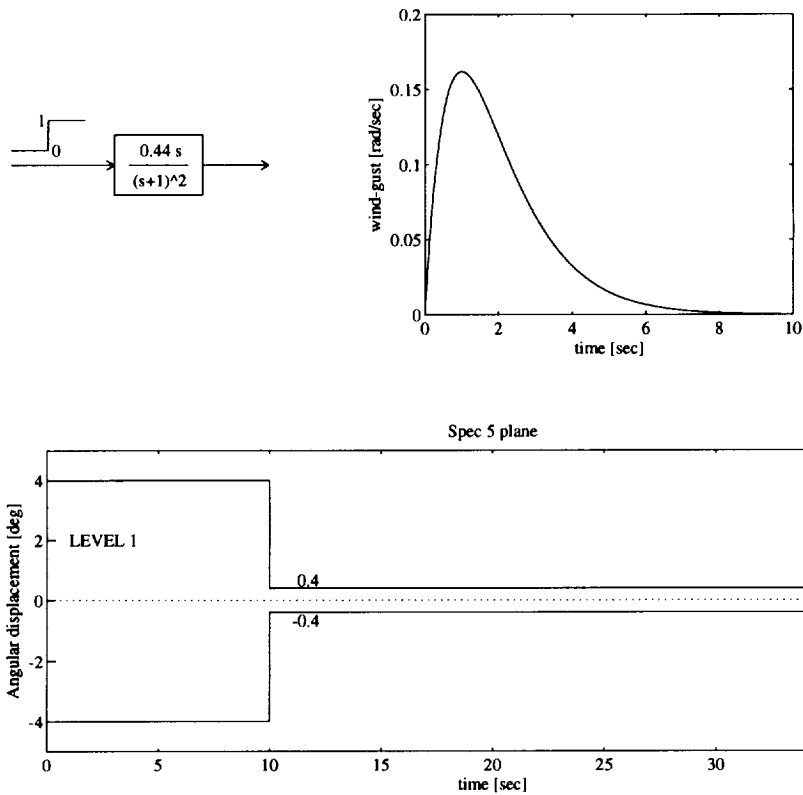 1
0
0.44 s
(s+1)^2
wind-gust [rad/sec]
0.2
0.15
0.1
0.05
0
0 2 4 6 8 10
time [sec]
Spec 5 plane
Angular displacement [deg]
4
2
0
-2
-4
LEVEL 1
0.4
-0.4
0 5 10 15 20 25 30
time [sec]